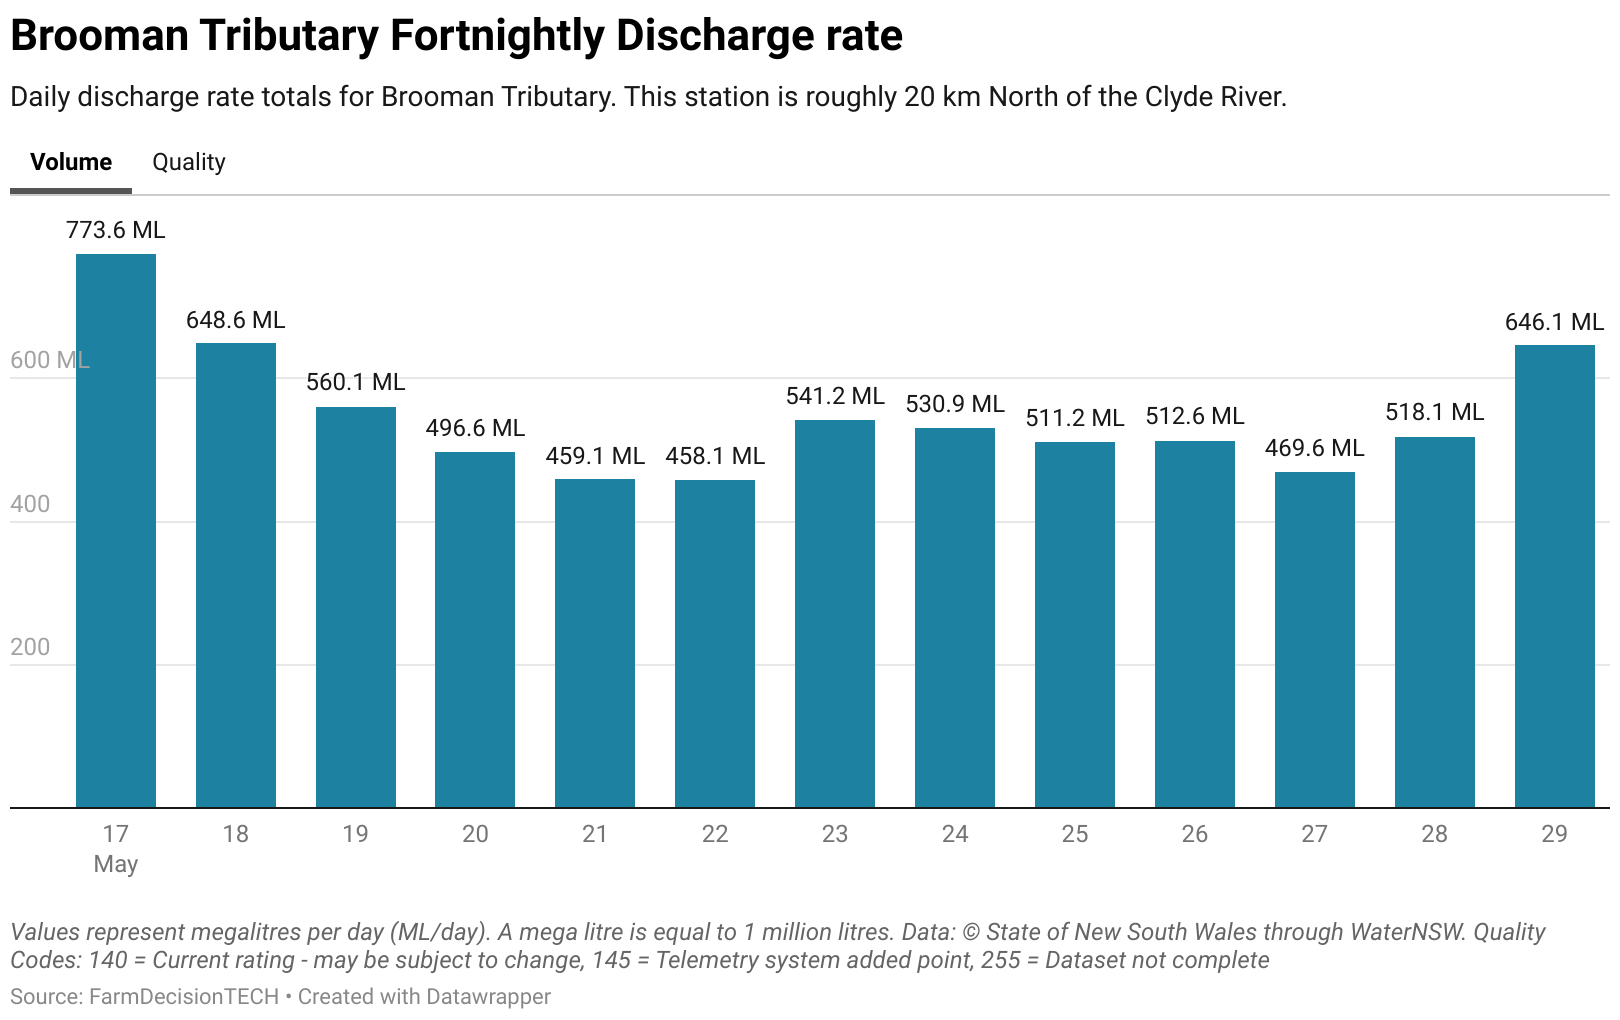 Brooman Tributary Fortnightly Discharge rate
Daily discharge rate totals for Brooman Tributary. This station is roughly 20 km North of the Clyde River.
Volume Quality
773.6 ML
648.6 ML
646.1 ML
600 ML
560.1 ML
541.2 ML
530.9 ML
511.2 ML
512.6 ML
518.1 ML
496.6 ML
459.1 ML
458.1 ML
469.6 ML
400
200
17 18 19 20 21 22 23 24 25 26 27 28 29
May
Values represent megalitres per day (ML/day). A mega litre is equal to 1 million litres. Data: © State of New South Wales through WaterNSW. Quality
Codes: 140 = Current rating - may be subject to change, 145 = Telemetry system added point, 255 = Dataset not complete
Source: FarmDecisionTECH • Created with Datawrapper